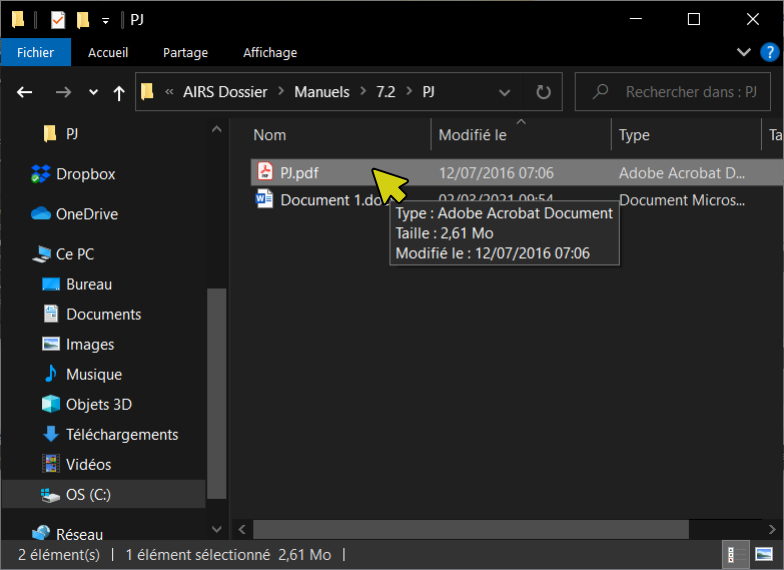 PJ
Fichier Accueil Partage Affichage
« AIRS Dossier > Manuels > 7.2 > PJ Rechercher dans : PJ
PJ
Dropbox
OneDrive
Ce PC
Bureau
Documents
Images
Musique
Objets 3D
Téléchargements
Vidéos
OS (C:)
Réseau
Nom Modifié le Type Ta
PJ.pdf 12/07/2016 07:06 Adobe Acrobat D...
Document 1.do 02/03/2021 09:54 Document Micros...
Type : Adobe Acrobat Document
Taille : 2,61 Mo
Modifié le : 12/07/2016 07:06
2 élément(s) 1 élément sélectionné 2,61 Mo